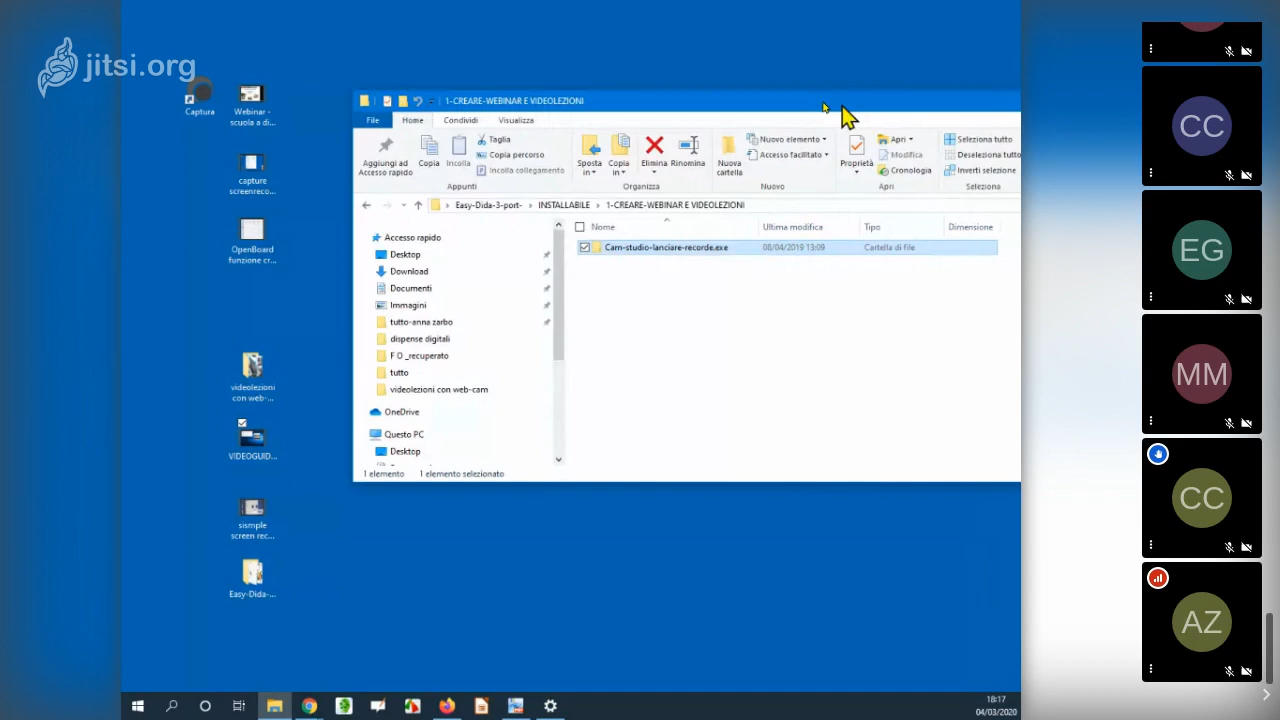 jitsi.org
Captura
Webinar -
scuola a di...
capture
screenreco...
OpenBoard
funzione cr...
videolezioni
con web-...
VIDEOGUID...
sismple
screen rec...
Easy-Dida-...
1-CREARE-WEBINAR E VIDEOLEZIONI
File Home Condividi Visualizza
Aggiungi ad
Accesso rapido
Copia
Incolla
Taglia
Copia percorso
Incolla collegamento
Appunti
Sposta
in
Copia
in
Elimina
Rinomina
Organizza
Nuova
cartella
Nuovo elemento
Accesso facilitato
Nuovo
Proprietà
Apri
Modifica
Cronologia
Apri
Seleziona tutto
Deseleziona tutto
Inverti selezione
Seleziona
Easy-Dida-3-port- > INSTALLABILE > 1-CREARE-WEBINAR E VIDEOLEZIONI
Accesso rapido
Desktop
Download
Documenti
Immagini
tutto-anna zarbo
dispense digitali
F O _recuperato
tutto
videolezioni con web-cam
OneDrive
Questo PC
Desktop
Nome Ultima modifica Tipo Dimensione
Cam-studio-lanciare-recorde.exe 08/04/2019 13:09 Cartella di file
1 elemento 1 elemento selezionato
18:17
04/03/2020
CC
EG
MM
CC
AZ